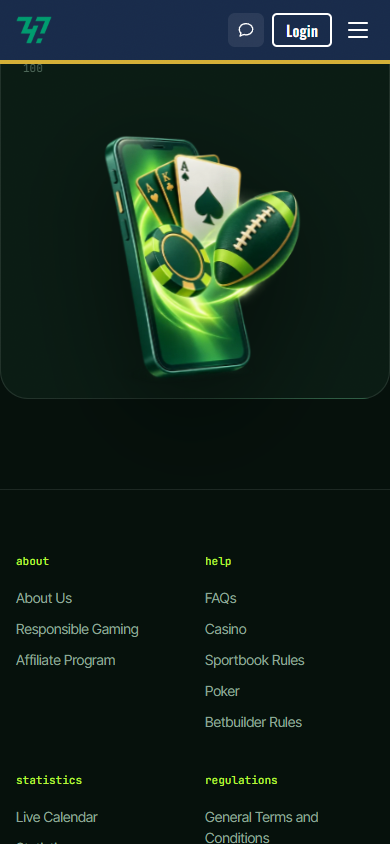 Login
100
A
K
A
about
help
About Us
FAQs
Responsible Gaming
Casino
Affiliate Program
Sportbook Rules
Poker
Betbuilder Rules
statistics
regulations
Live Calendar
General Terms and
Conditions